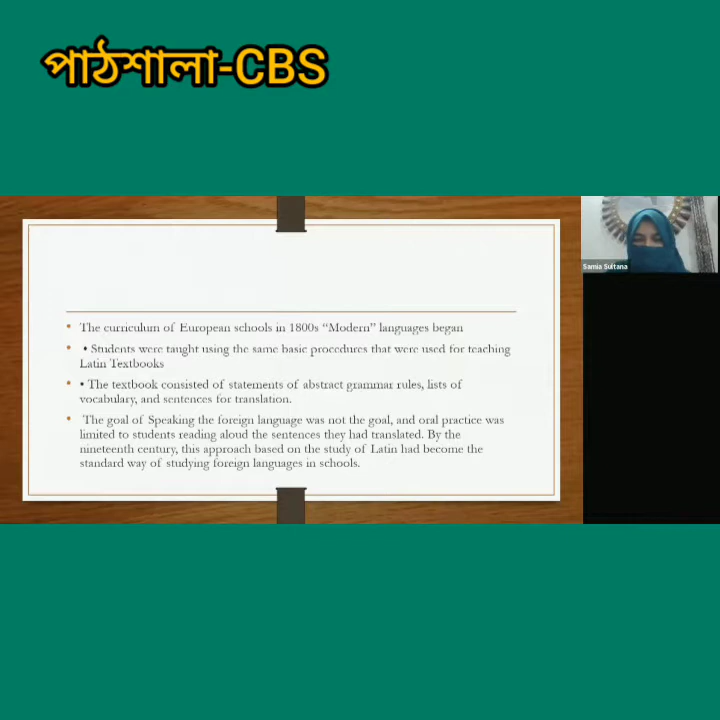 পাঠশালা-CBS
• The curriculum of European schools in 1800s “Modern” languages began
• • Students were taught using the same basic procedures that were used for teaching
Latin Textbooks
• • The textbook consisted of statements of abstract grammar rules, lists of
vocabulary, and sentences for translation.
• The goal of Speaking the foreign language was not the goal, and oral practice was
limited to students reading aloud the sentences they had translated. By the
nineteenth century, this approach based on the study of Latin had become the
standard way of studying foreign languages in schools.
Samia Sultana